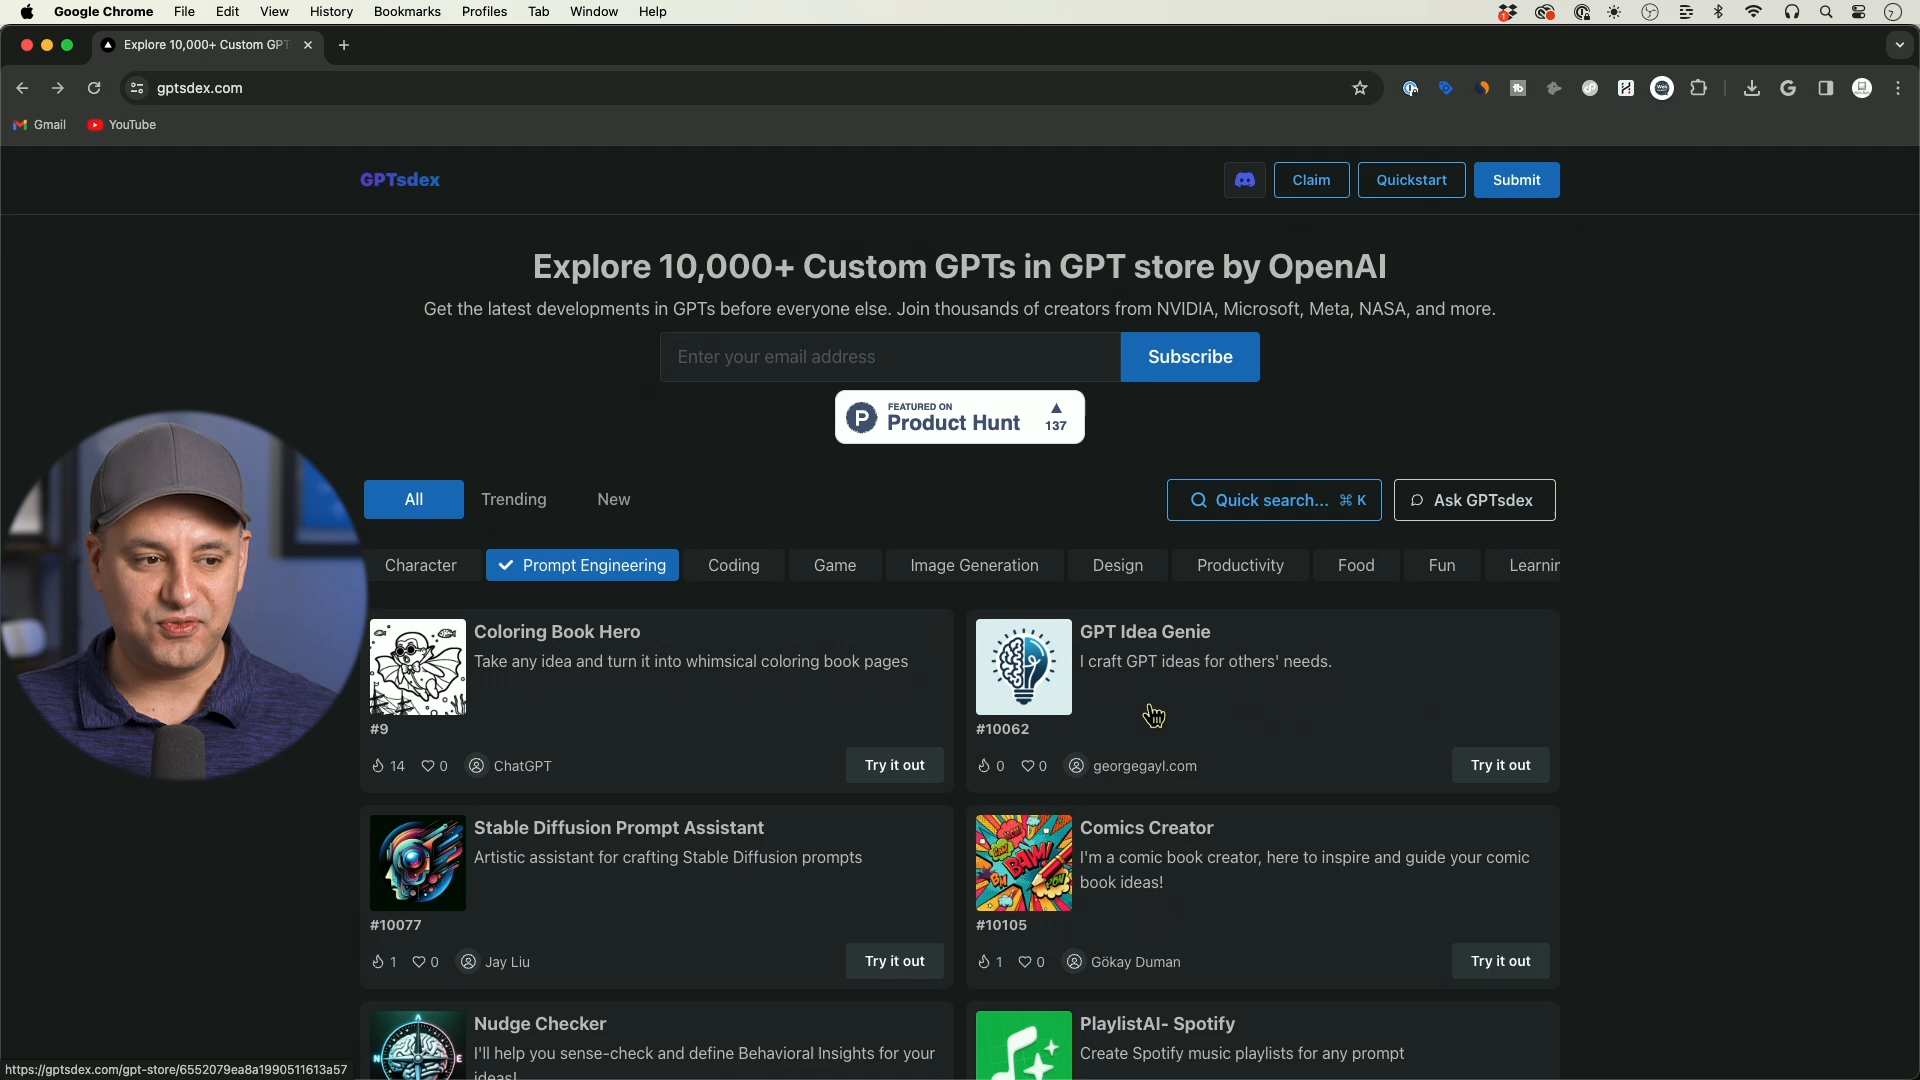 Google Chrome File Edit View History Bookmarks Profiles Tab Window Help
Explore 10,000+ Custom GPT
gptsdex.com
Gmail YouTube
GPTsdex
Claim Quickstart Submit
Explore 10,000+ Custom GPTs in GPT store by OpenAI
Get the latest developments in GPTs before everyone else. Join thousands of creators from NVIDIA, Microsoft, Meta, NASA, and more.
Enter your email address Subscribe
FEATURED ON
Product Hunt 137
All Trending New Quick search... ⌘ K Ask GPTsdex
Character Prompt Engineering Coding Game Image Generation Design Productivity Food Fun Learnin
Coloring Book Hero
Take any idea and turn it into whimsical coloring book pages
#9
14 0 ChatGPT Try it out
GPT Idea Genie
I craft GPT ideas for others' needs.
#10062
0 0 georgegayl.com Try it out
Stable Diffusion Prompt Assistant
Artistic assistant for crafting Stable Diffusion prompts
#10077
1 0 Jay Liu Try it out
Comics Creator
I'm a comic book creator, here to inspire and guide your comic
book ideas!
#10105
1 0 Gökay Duman Try it out
Nudge Checker
I'll help you sense-check and define Behavioral Insights for your
ideas!
PlaylistAI- Spotify
Create Spotify music playlists for any prompt
https://gptsdex.com/gpt-store/6552079ea8a1990511613a57